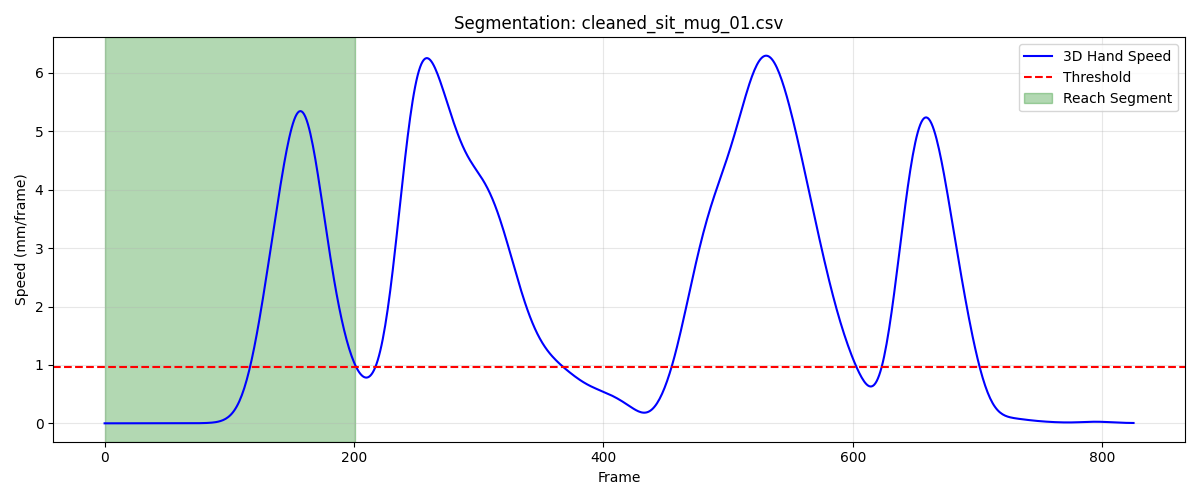 Segmentation: cleaned_sit_mug_01.csv
3D Hand Speed
Threshold
Reach Segment
Speed (mm/frame)
6
5
4
3
2
1
0
0 200 400 600 800
Frame